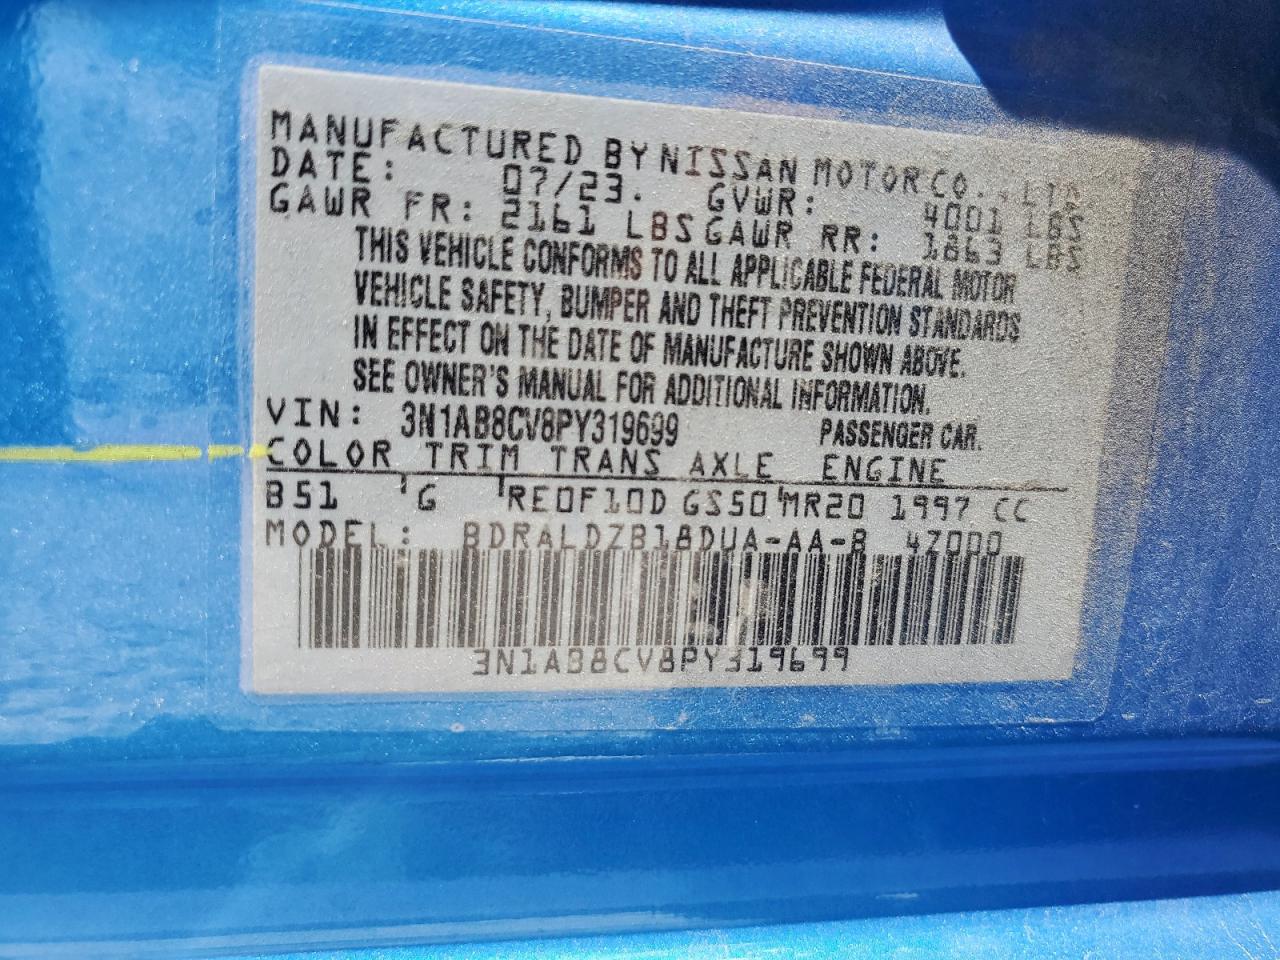 MANUFACTURED BY NISSAN MOTOR CO., LTD.
DATE: 07/23. GVWR: 4001 LBS
GAWR FR: 2161 LBS GAWR RR: 1863 LBS
THIS VEHICLE CONFORMS TO ALL APPLICABLE FEDERAL MOTOR
VEHICLE SAFETY, BUMPER AND THEFT PREVENTION STANDARDS
IN EFFECT ON THE DATE OF MANUFACTURE SHOWN ABOVE.
SEE OWNER'S MANUAL FOR ADDITIONAL INFORMATION.
VIN: 3N1AB8CV8PY319699 PASSENGER CAR.
COLOR TRIM TRANS AXLE ENGINE
B51 G RE0F10D GS50 MR20 1997 CC
MODEL: BDRALDZB18DUA-AA-B 4Z000
3N1AB8CV8PY319699